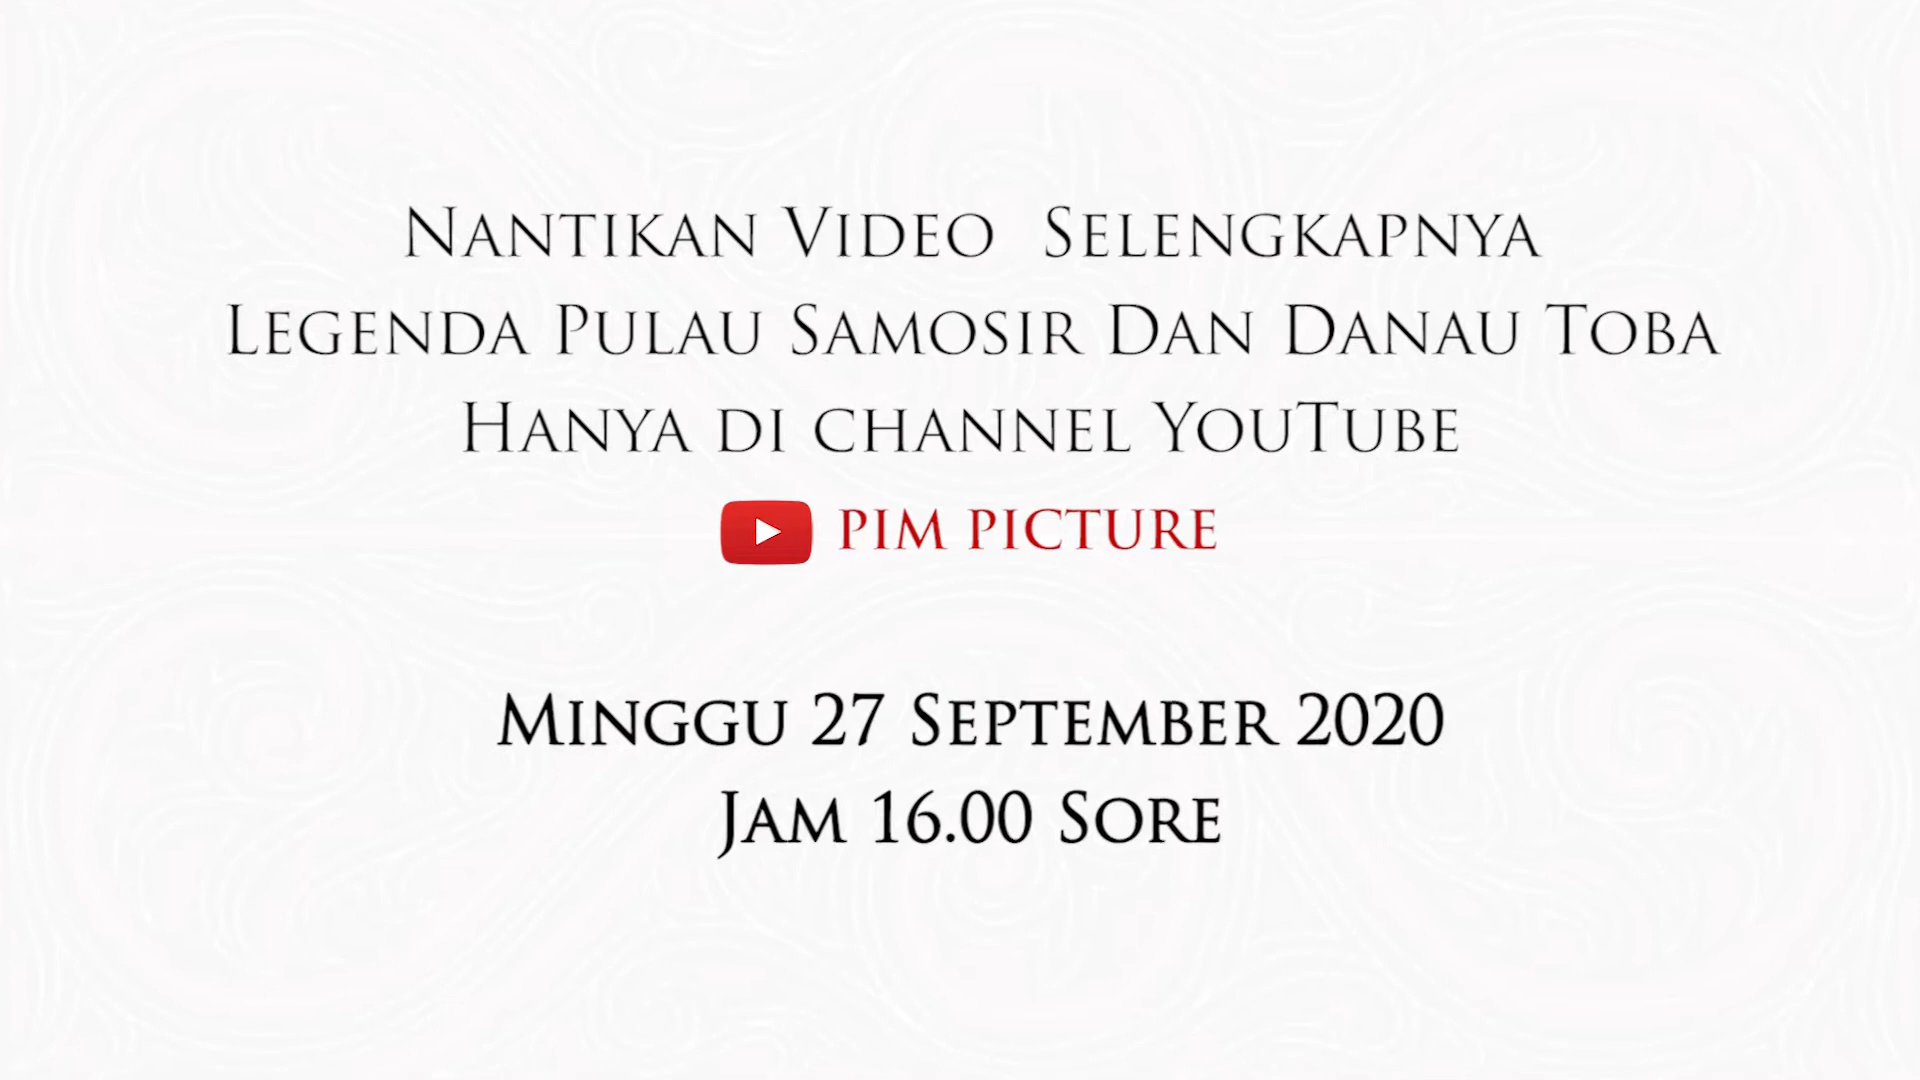 Nantikan Video Selengkapnya
Legenda Pulau Samosir Dan Danau Toba
Hanya di channel YouTube
PIM PICTURE
Minggu 27 September 2020
Jam 16.00 Sore